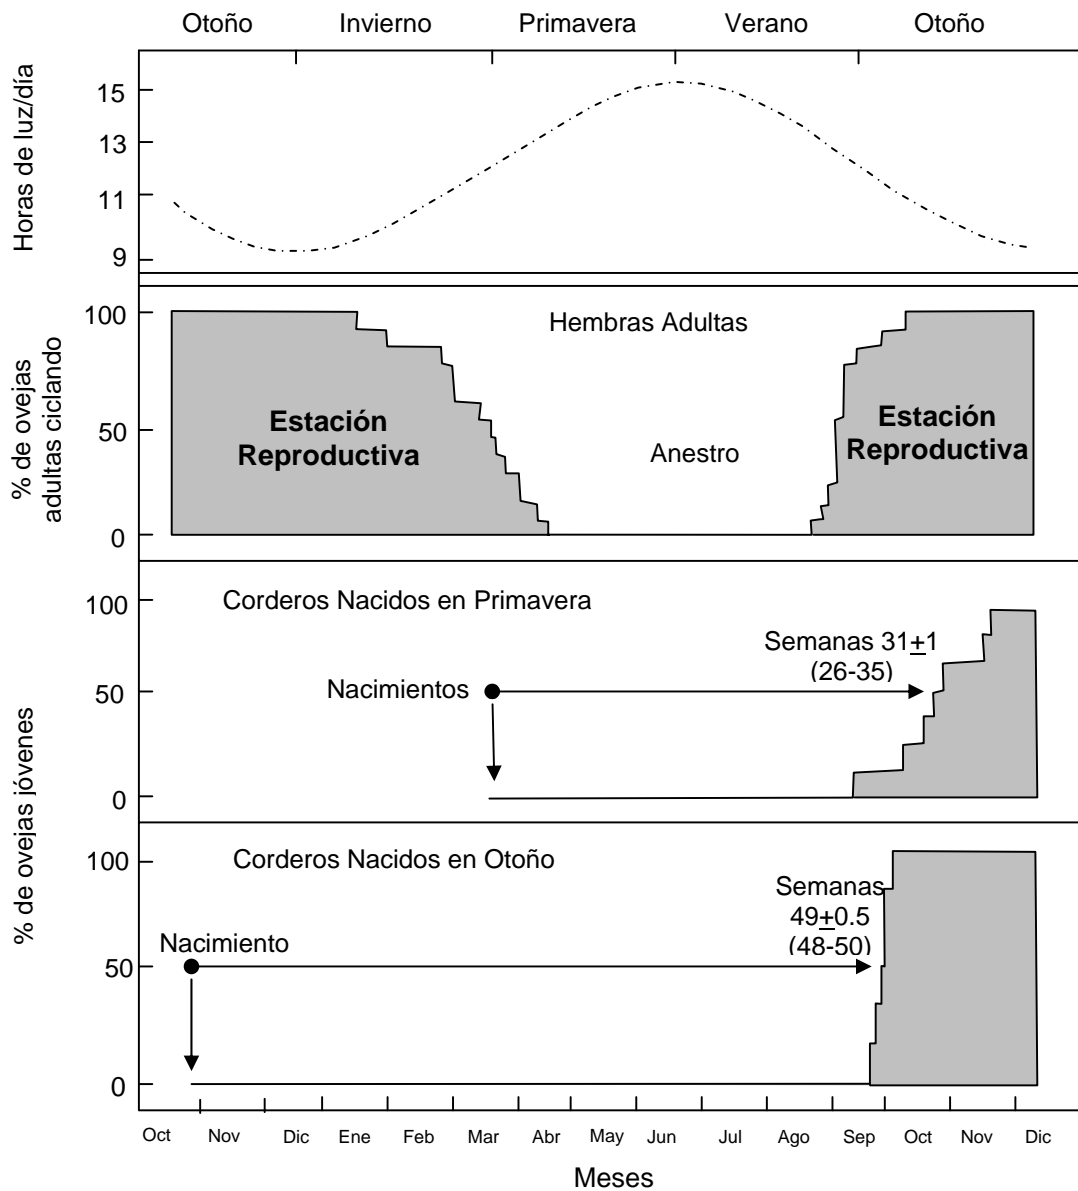 Otoño Invierno Primavera Verano Otoño
Horas de luz/día
15
13
11
9
% de ovejas
adultas ciclando
100
50
0
Hembras Adultas
Estación
Reproductiva
Anestro
Estación
Reproductiva
% de ovejas jóvenes
100
50
0
Corderos Nacidos en Primavera
Semanas 31±1
(26-35)
Nacimientos
100
50
0
Corderos Nacidos en Otoño
Semanas
49±0.5
(48-50)
Nacimiento
Oct Nov Dic Ene Feb Mar Abr May Jun Jul Ago Sep Oct Nov Dic
Meses